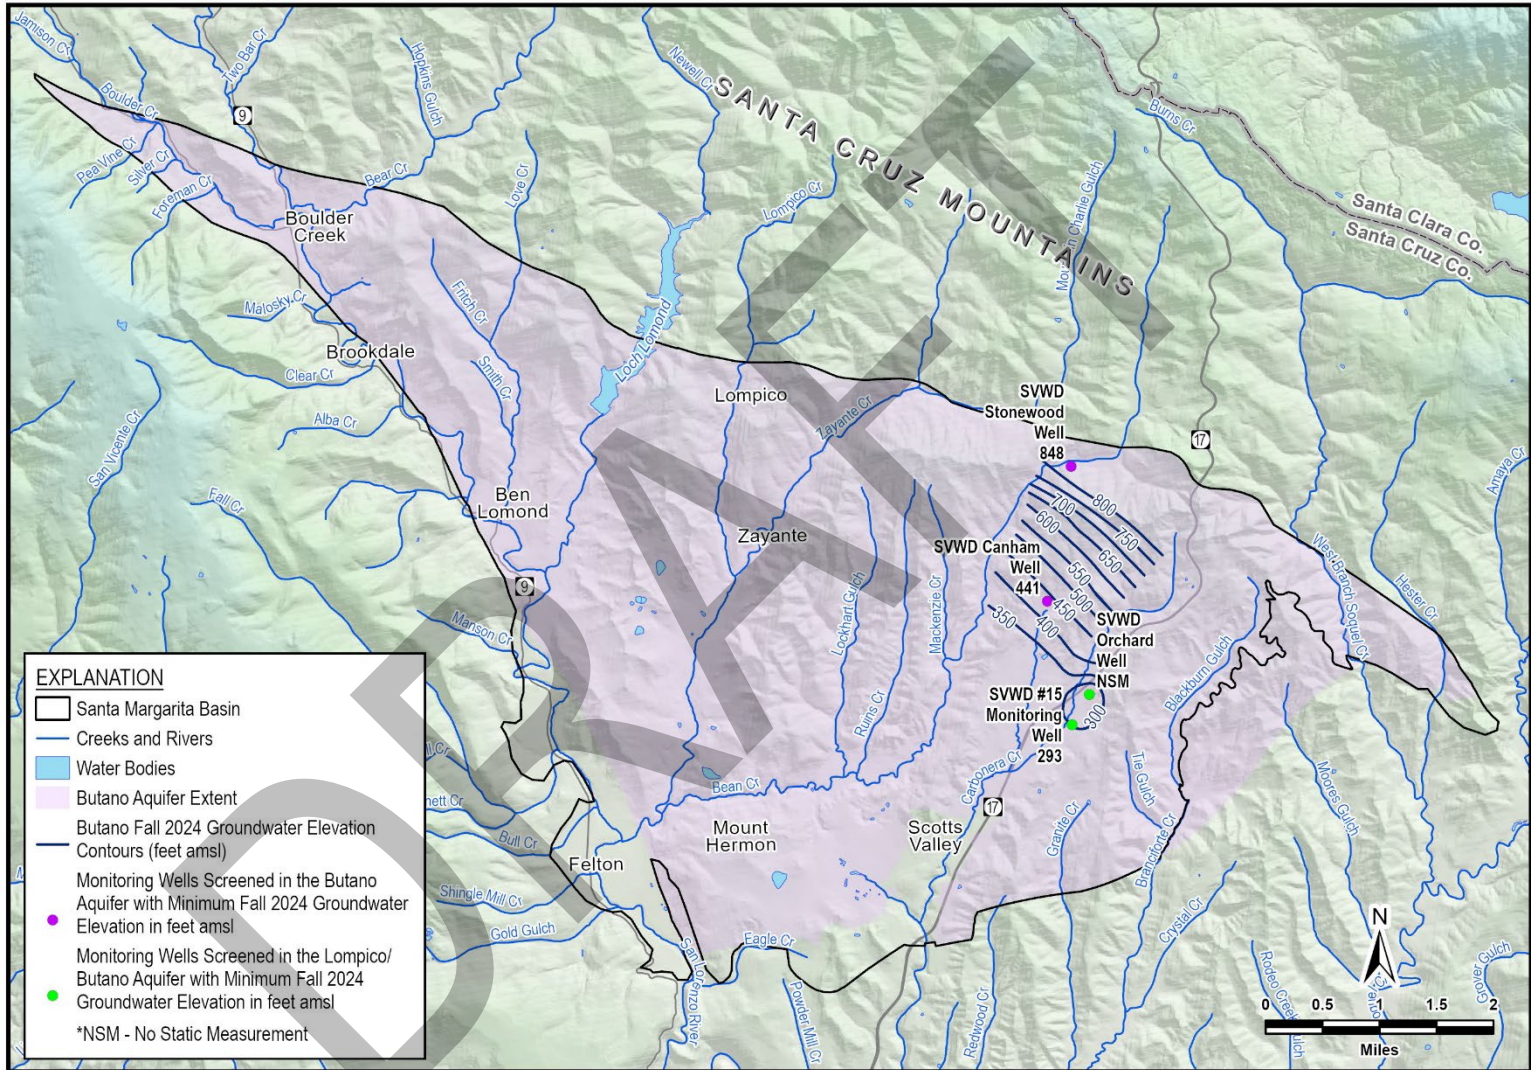 Jamison Cr
Two Bar Cr
Hopkins Gulch
Newell Cr
SANTA CRUZ MOUNTAINS
Burns Cr
Boulder Cr
9
Pea Vine Cr
Silver Cr
Foreman Cr
Bear Cr
Love Cr
Lompico Cr
Santa Clara Co.
Santa Cruz Co.
Boulder
Creek
Malosky Cr
Fritch Cr
Loch Lomond
Brookdale
Clear Cr
Smith Cr
Lompico
Zayante Cr
SVWD
Stonewood
Well
848
17
Alba Cr
San Vicente Cr
Fall Cr
Ben
Lomond
Zayante
Amaya Cr
800
700
750
600
650
550
500
450
400
350
300
SVWD Canham
Well
441
SVWD
Orchard
Well
NSM
SVWD #15
Monitoring
Well
293
9
Manson Cr
Lockhart Gulch
Mackenzie Cr
Ruins Cr
Blackburn Gulch
West Branch Soquel Cr
Hester Cr
Bean Cr
Carbonera Cr
17
Tie Gulch
Moores Gulch
Mount
Hermon
Scotts
Valley
Granite Cr
Branciforte Cr
Bull Cr
Felton
Shingle Mill Cr
Gold Gulch
Eagle Cr
San Lorenzo River
Powder Mill Cr
Redwood Cr
Crystal Cr
Rodeo Creek Gulch
Grover Gulch
DRAFT
EXPLANATION
Santa Margarita Basin
Creeks and Rivers
Water Bodies
Butano Aquifer Extent
Butano Fall 2024 Groundwater Elevation
Contours (feet amsl)
Monitoring Wells Screened in the Butano
Aquifer with Minimum Fall 2024 Groundwater
Elevation in feet amsl
Monitoring Wells Screened in the Lompico/
Butano Aquifer with Minimum Fall 2024
Groundwater Elevation in feet amsl
*NSM - No Static Measurement
N
0 0.5 1 1.5 2
Miles